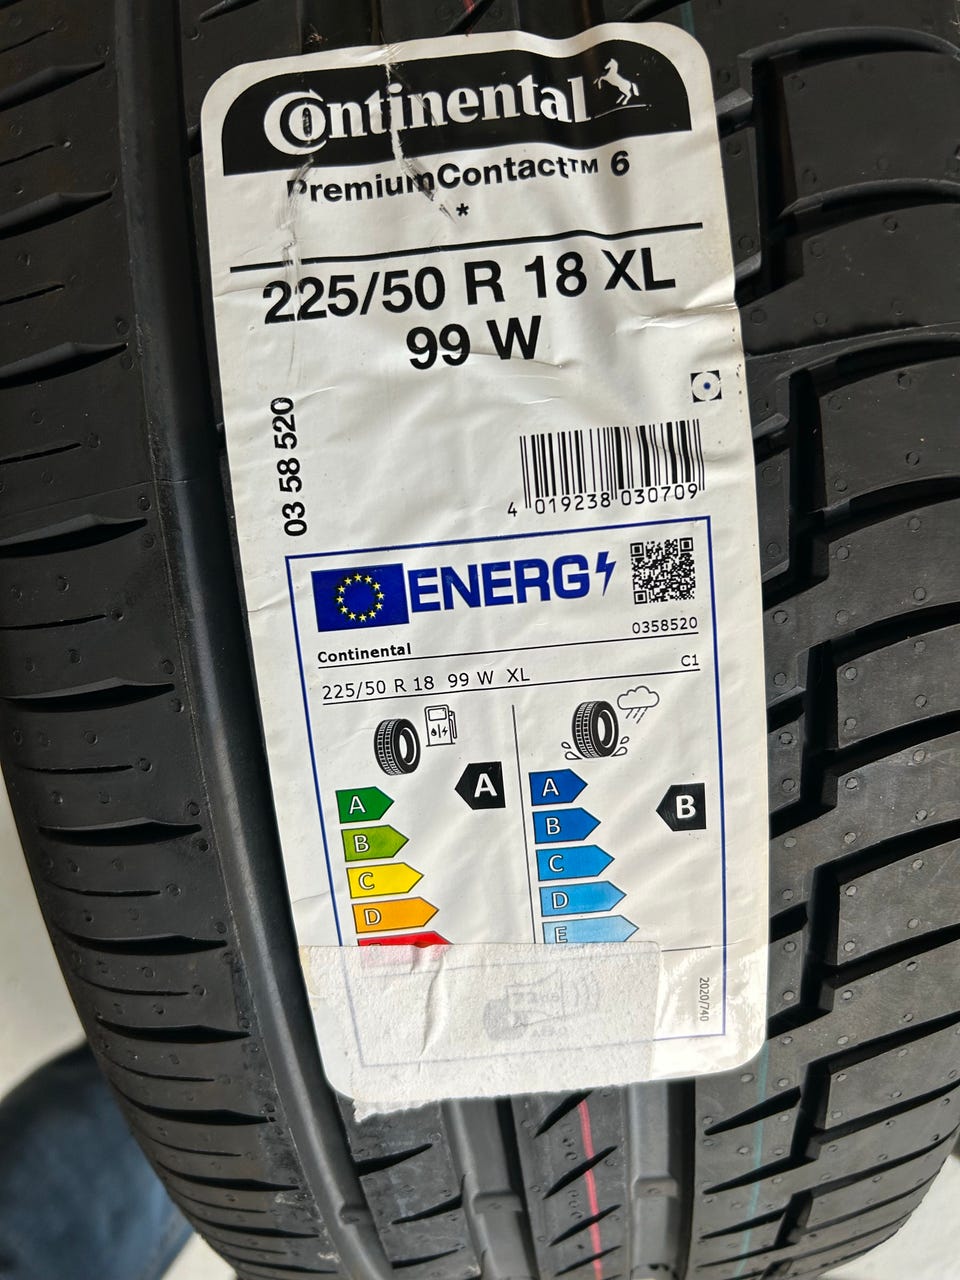 Continental
PremiumContact™ 6
*
225/50 R 18 XL
99 W
03 58 520
4 019238 030709
ENERG
Continental 0358520
225/50 R 18 99 W XL C1
A A
B
C
D
A B
B
C
D
E
2020/740